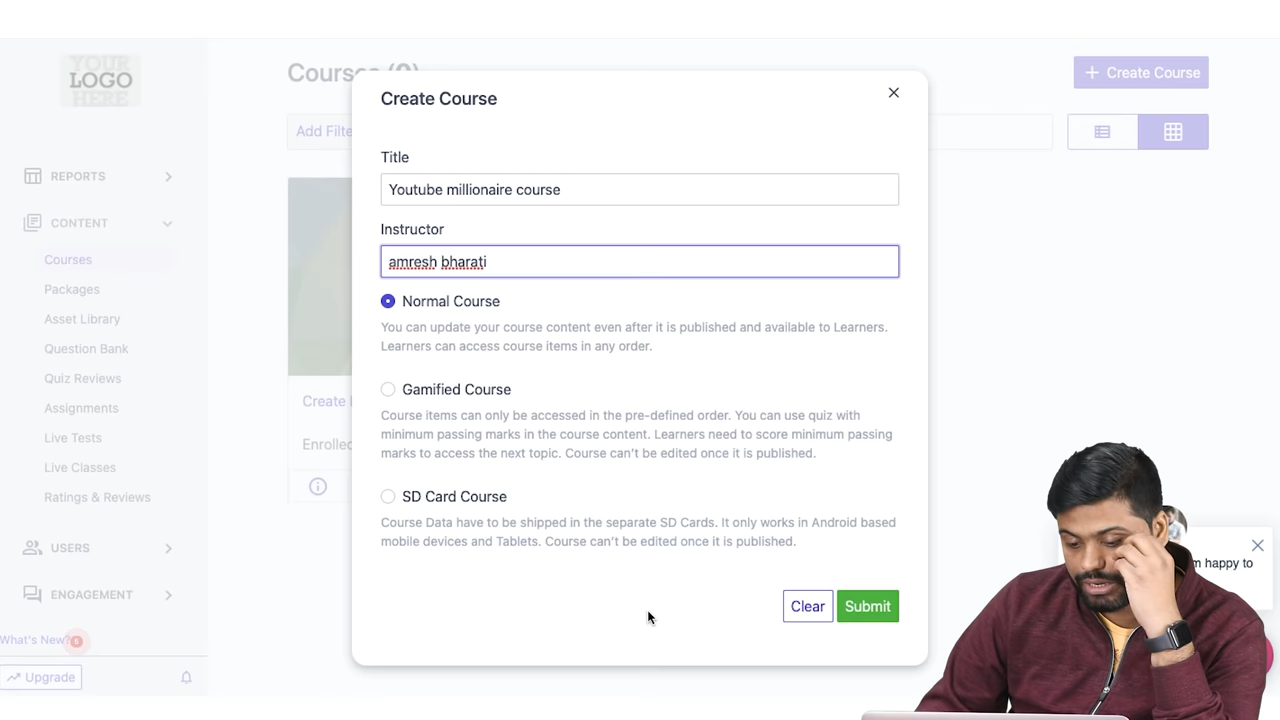 YOUR
LOGO
HERE
Courses (0)
+ Create Course
Add Filte
REPORTS
CONTENT
Courses
Packages
Asset Library
Question Bank
Quiz Reviews
Assignments
Live Tests
Live Classes
Ratings & Reviews
USERS
ENGAGEMENT
What's New?
Upgrade
Create
Enrolled
Create Course
Title
Youtube millionaire course
Instructor
amresh bharati
Normal Course
You can update your course content even after it is published and available to Learners.
Learners can access course items in any order.
Gamified Course
Course items can only be accessed in the pre-defined order. You can use quiz with
minimum passing marks in the course content. Learners need to score minimum passing
marks to access the next topic. Course can't be edited once it is published.
SD Card Course
Course Data have to be shipped in the separate SD Cards. It only works in Android based
mobile devices and Tablets. Course can't be edited once it is published.
Clear
Submit
m happy to